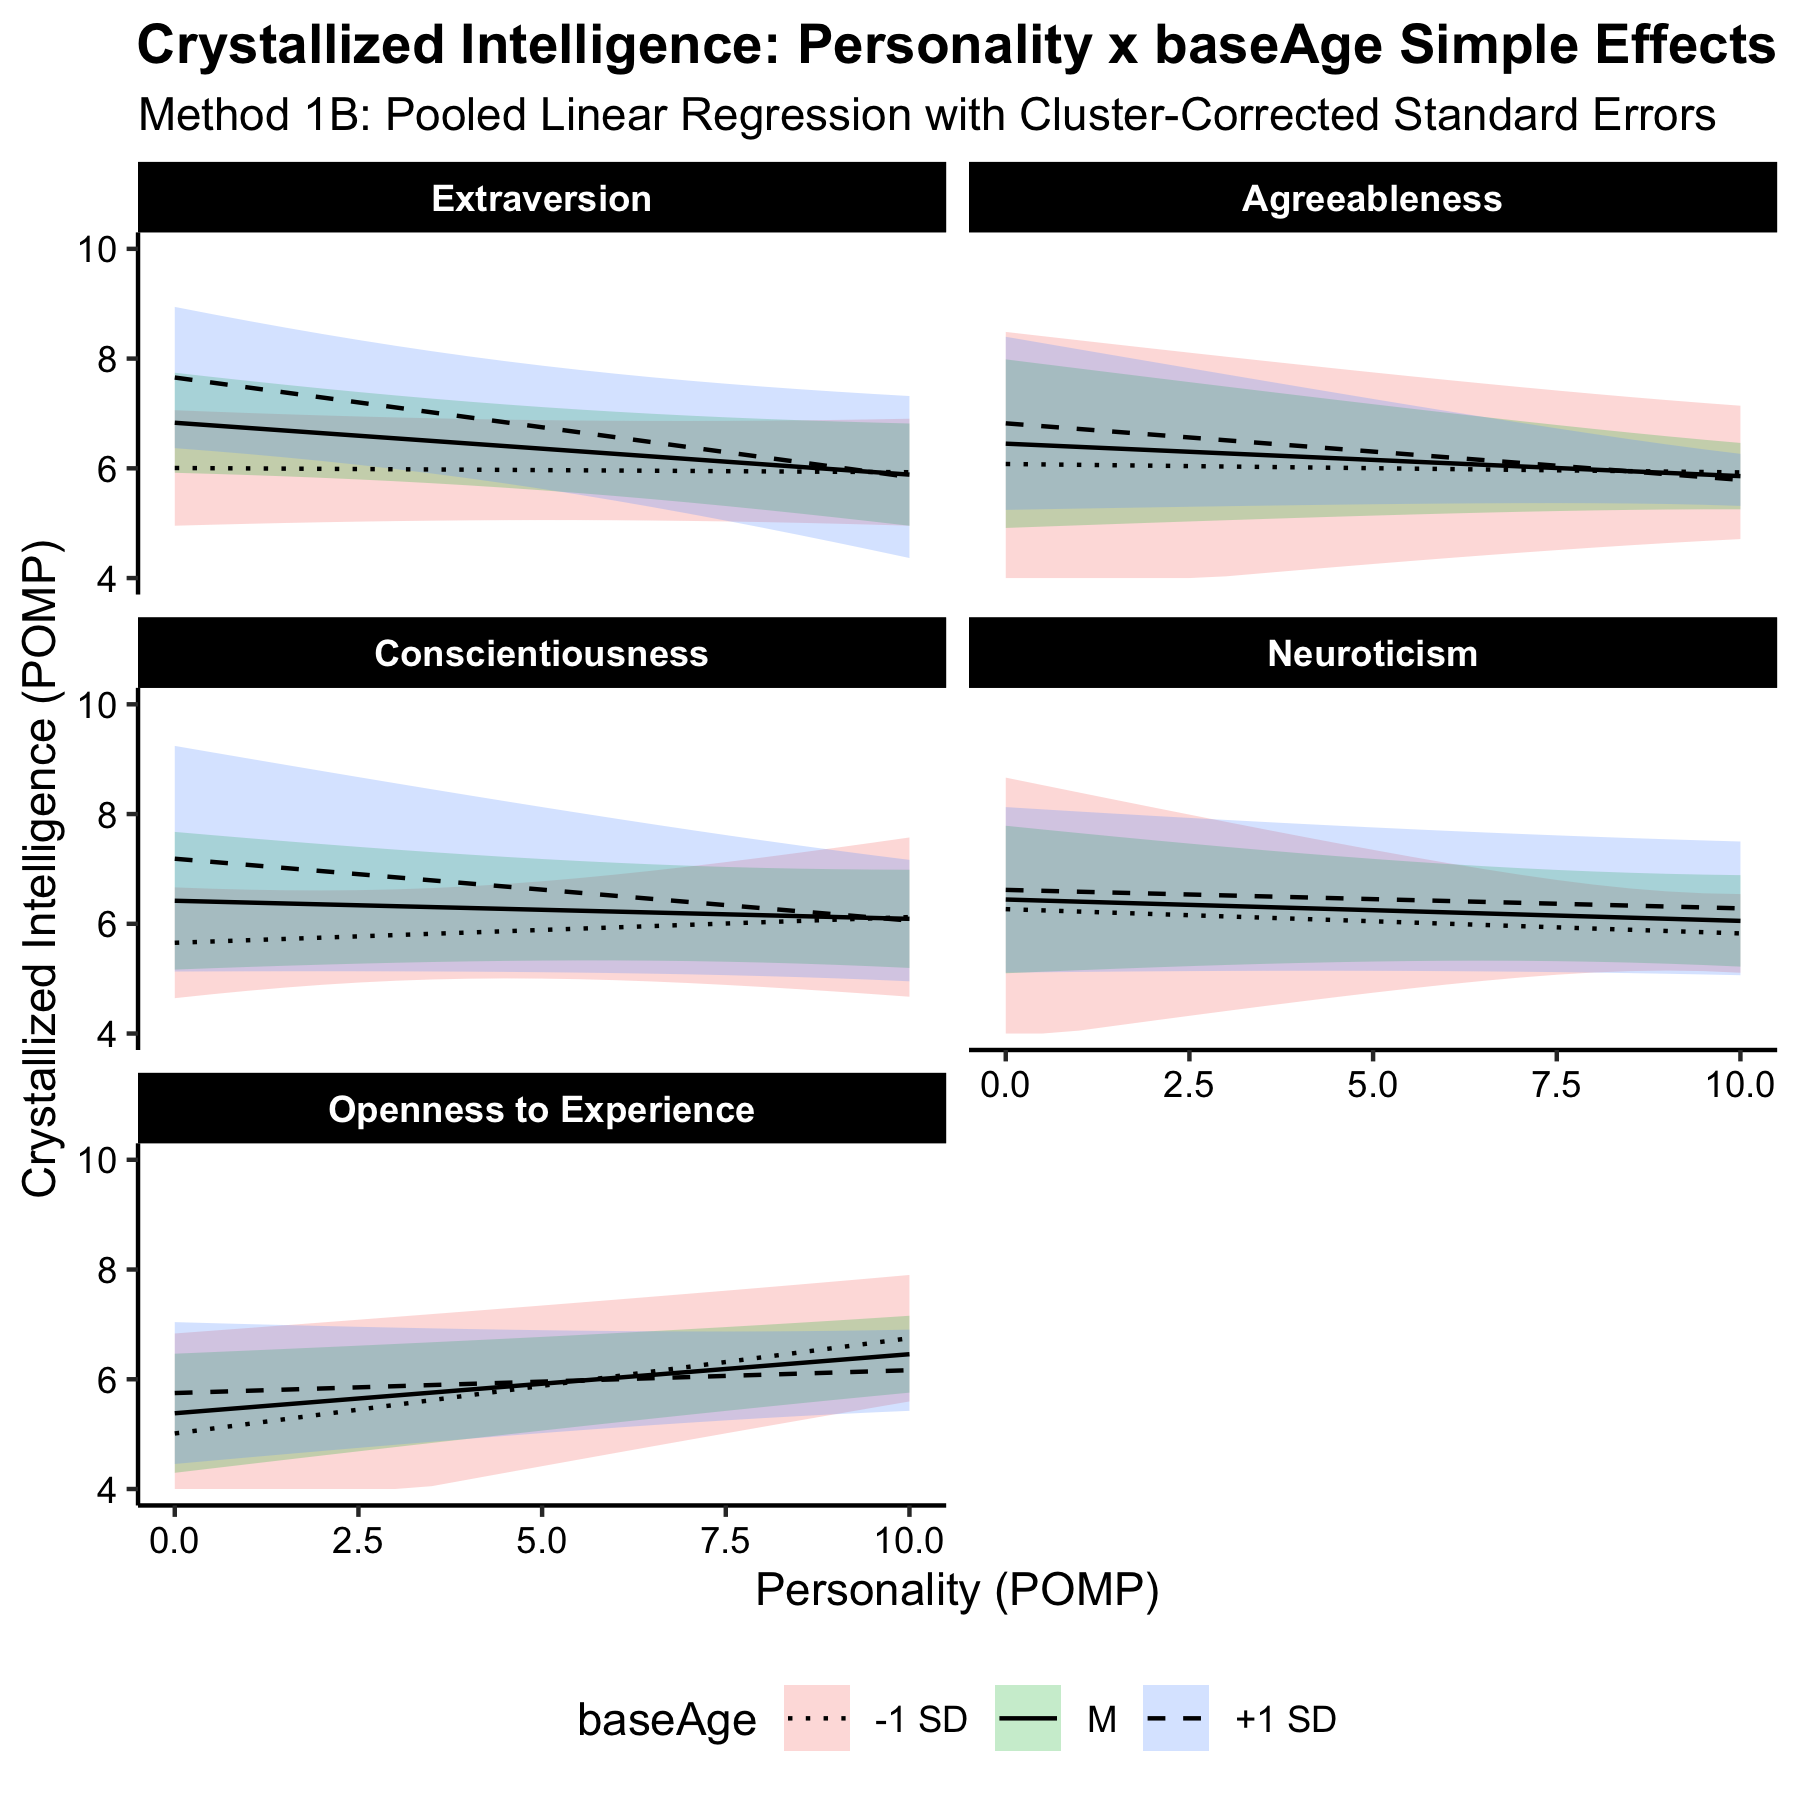 Crystallized Intelligence: Personality x baseAge Simple Effects
Method 1B: Pooled Linear Regression with Cluster-Corrected Standard Errors
Extraversion
Agreeableness
10
8
6
4
Conscientiousness
Neuroticism
10
8
6
4
0.0 2.5 5.0 7.5 10.0
Openness to Experience
10
8
6
4
0.0 2.5 5.0 7.5 10.0
Crystallized Intelligence (POMP)
Personality (POMP)
baseAge -1 SD M +1 SD